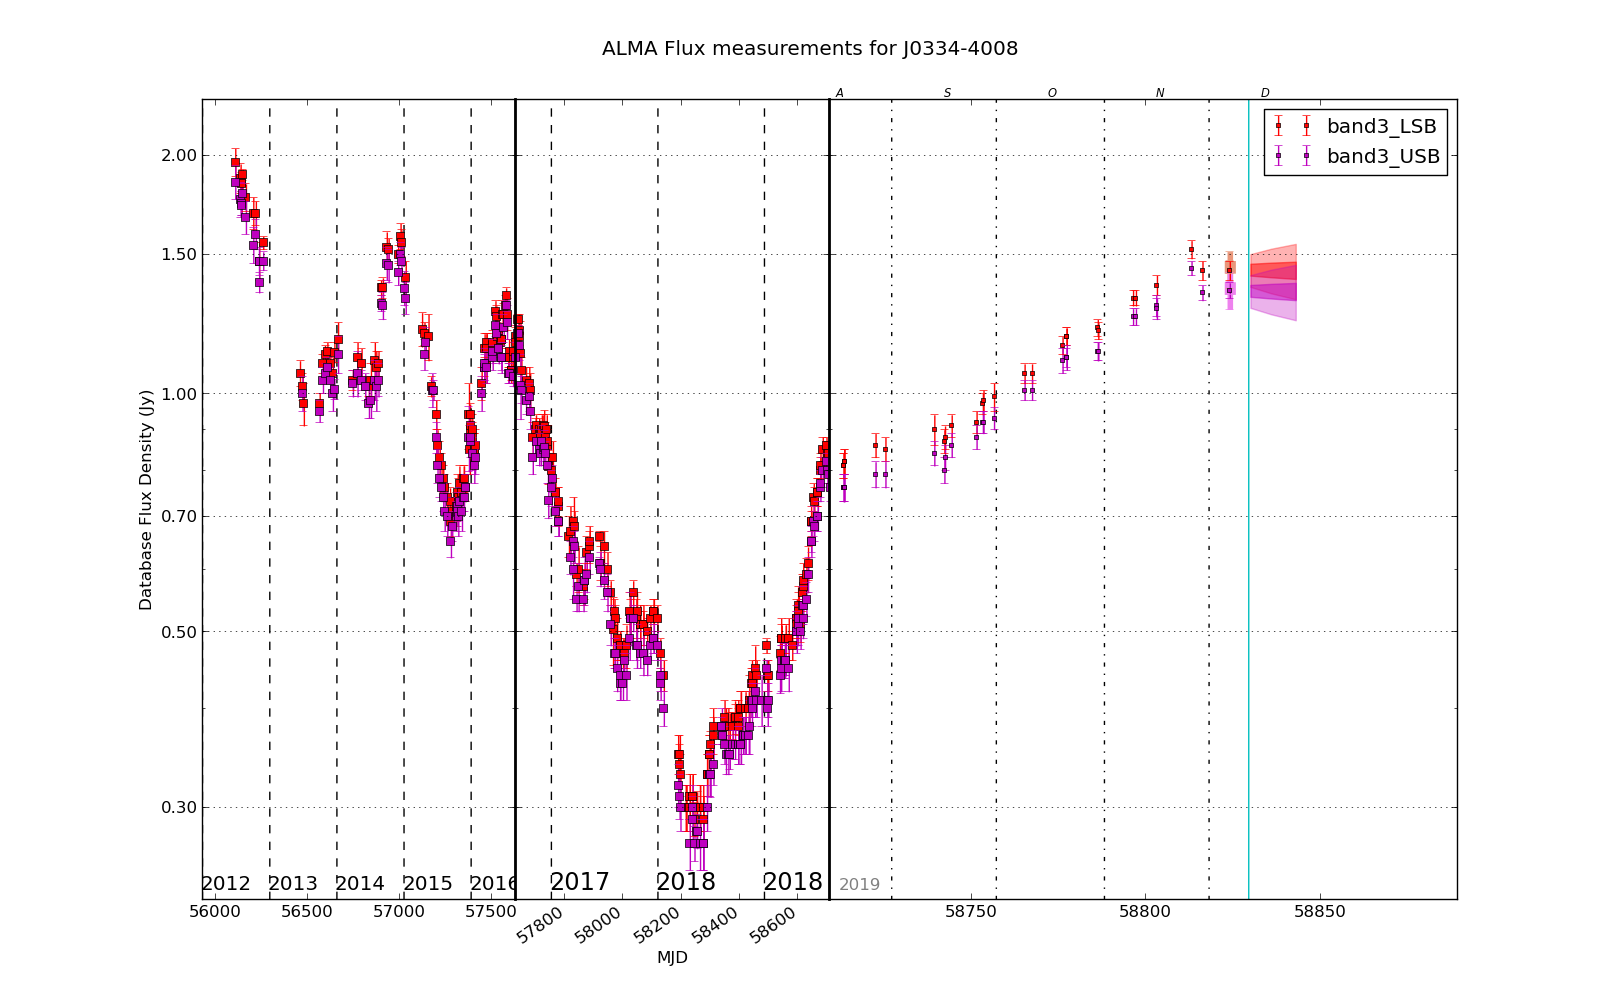 ALMA Flux measurements for J0334-4008
A S O N D
band3_LSB
band3_USB
2.00
1.50
1.00
0.70
0.50
0.30
Database Flux Density (Jy)
2012 2013 2014 2015 2016 2017 2018 2018 2019
56000 56500 57000 57500 57800 58000 58200 58400 58600 58750 58800 58850
MJD